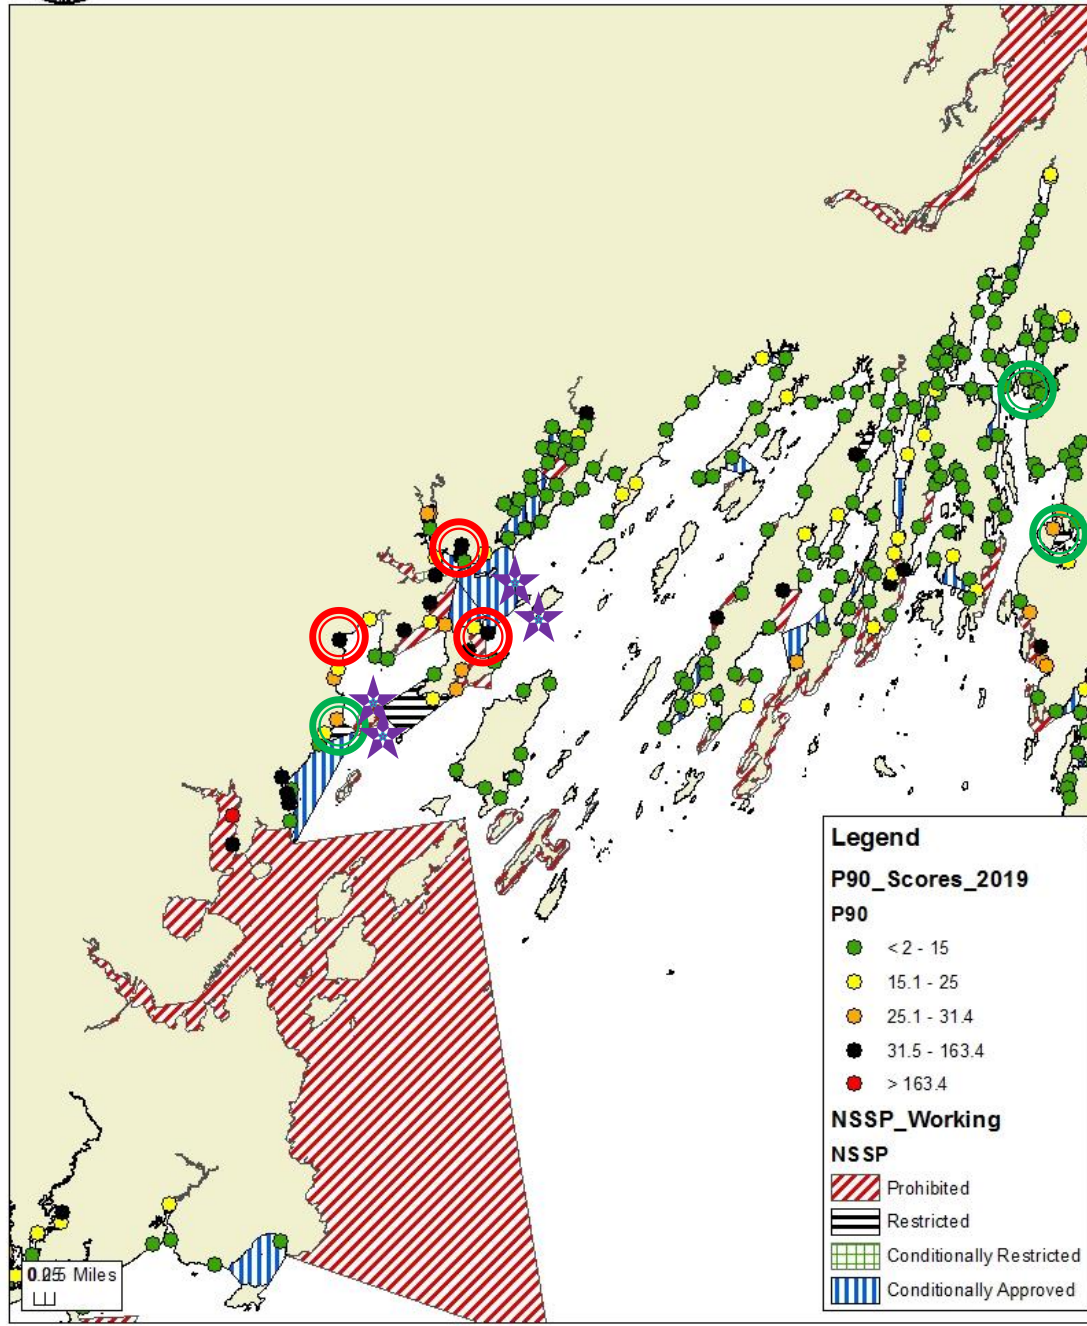 Legend
P90_Scores_2019
P90
< 2 - 15
15.1 - 25
25.1 - 31.4
31.5 - 163.4
> 163.4
NSSP_Working
NSSP
Prohibited
Restricted
Conditionally Restricted
Conditionally Approved
Miles